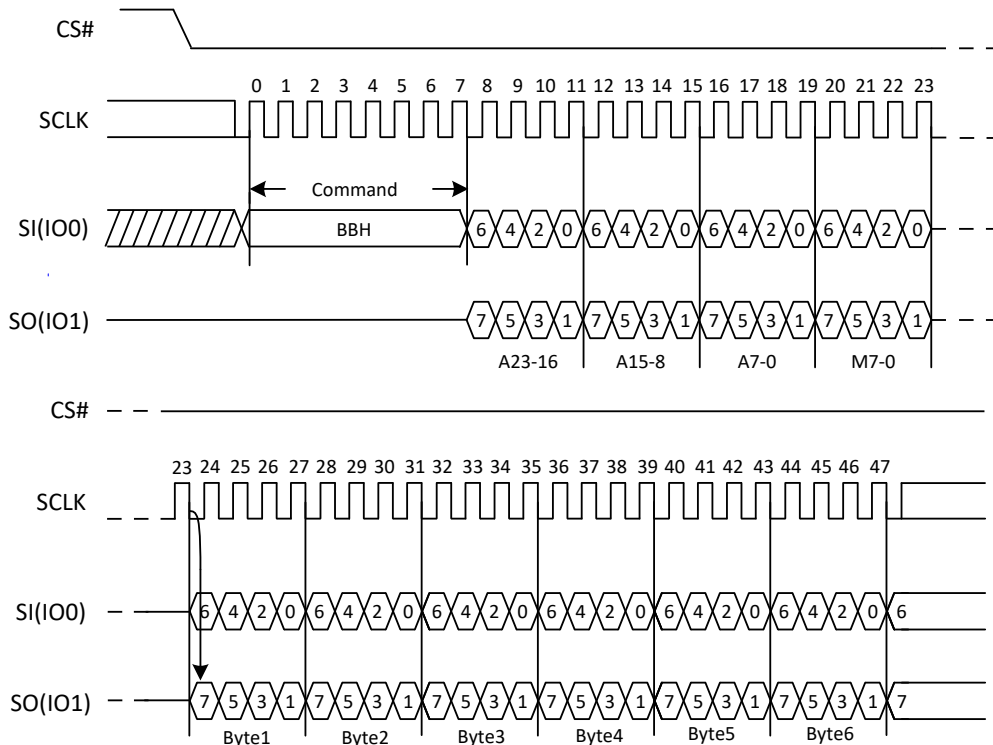 CS#
0 1 2 3 4 5 6 7 8 9 10 11 12 13 14 15 16 17 18 19 20 21 22 23
SCLK
Command
SI(IO0) BBH 6 4 2 0 6 4 2 0 6 4 2 0 6 4 2 0
SO(IO1) 7 5 3 1 7 5 3 1 7 5 3 1 7 5 3 1
A23-16 A15-8 A7-0 M7-0
CS#
23 24 25 26 27 28 29 30 31 32 33 34 35 36 37 38 39 40 41 42 43 44 45 46 47
SCLK
SI(IO0) 6 4 2 0 6 4 2 0 6 4 2 0 6 4 2 0 6 4 2 0 6 4 2 0 6
SO(IO1) 7 5 3 1 7 5 3 1 7 5 3 1 7 5 3 1 7 5 3 1 7 5 3 1 7
Byte1 Byte2 Byte3 Byte4 Byte5 Byte6